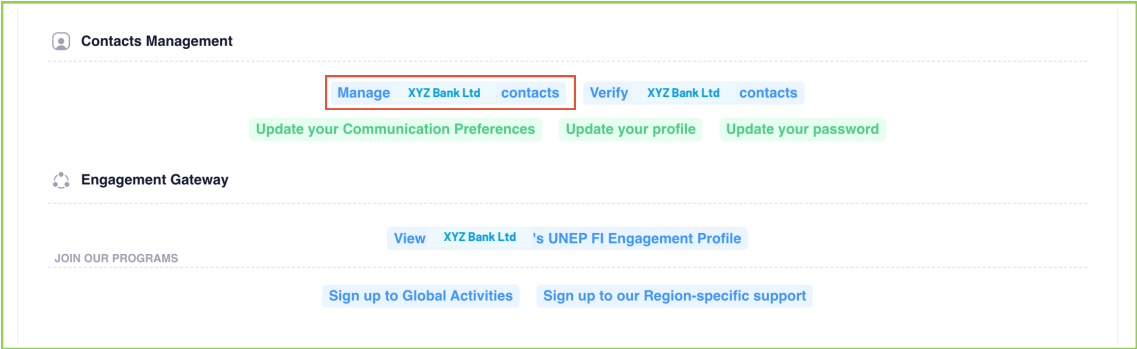 Contacts Management
Manage XYZ Bank Ltd contacts Verify XYZ Bank Ltd contacts
Update your Communication Preferences Update your profile Update your password
Engagement Gateway
View XYZ Bank Ltd 's UNEP FI Engagement Profile
JOIN OUR PROGRAMS
Sign up to Global Activities Sign up to our Region-specific support